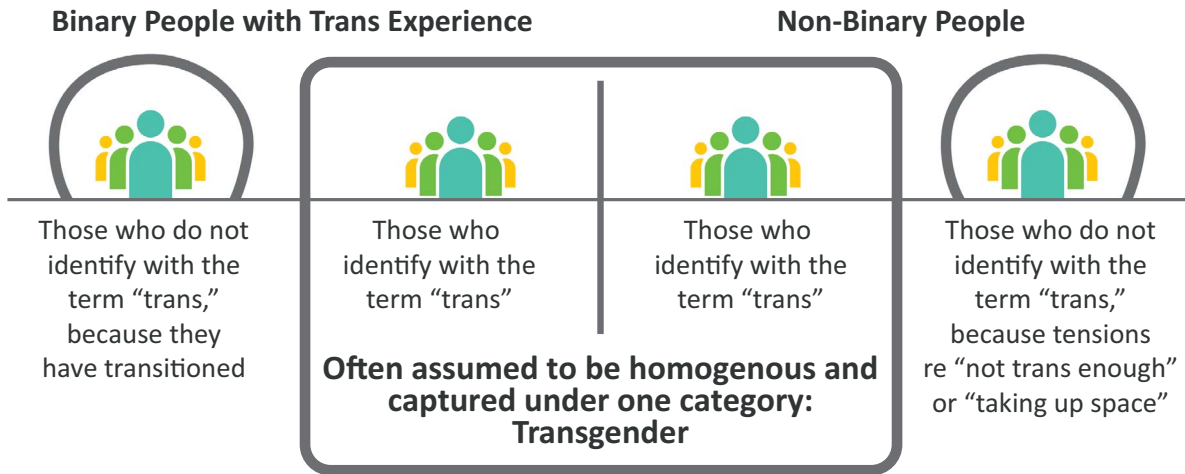 Binary People with Trans Experience
Non-Binary People
Those who do not
identify with the
term “trans,”
because they
have transitioned
Those who
identify with the
term “trans”
Those who
identify with the
term “trans”
Often assumed to be homogenous and
captured under one category:
Transgender
Those who do not
identify with the
term “trans,”
because tensions
re “not trans enough”
or “taking up space”